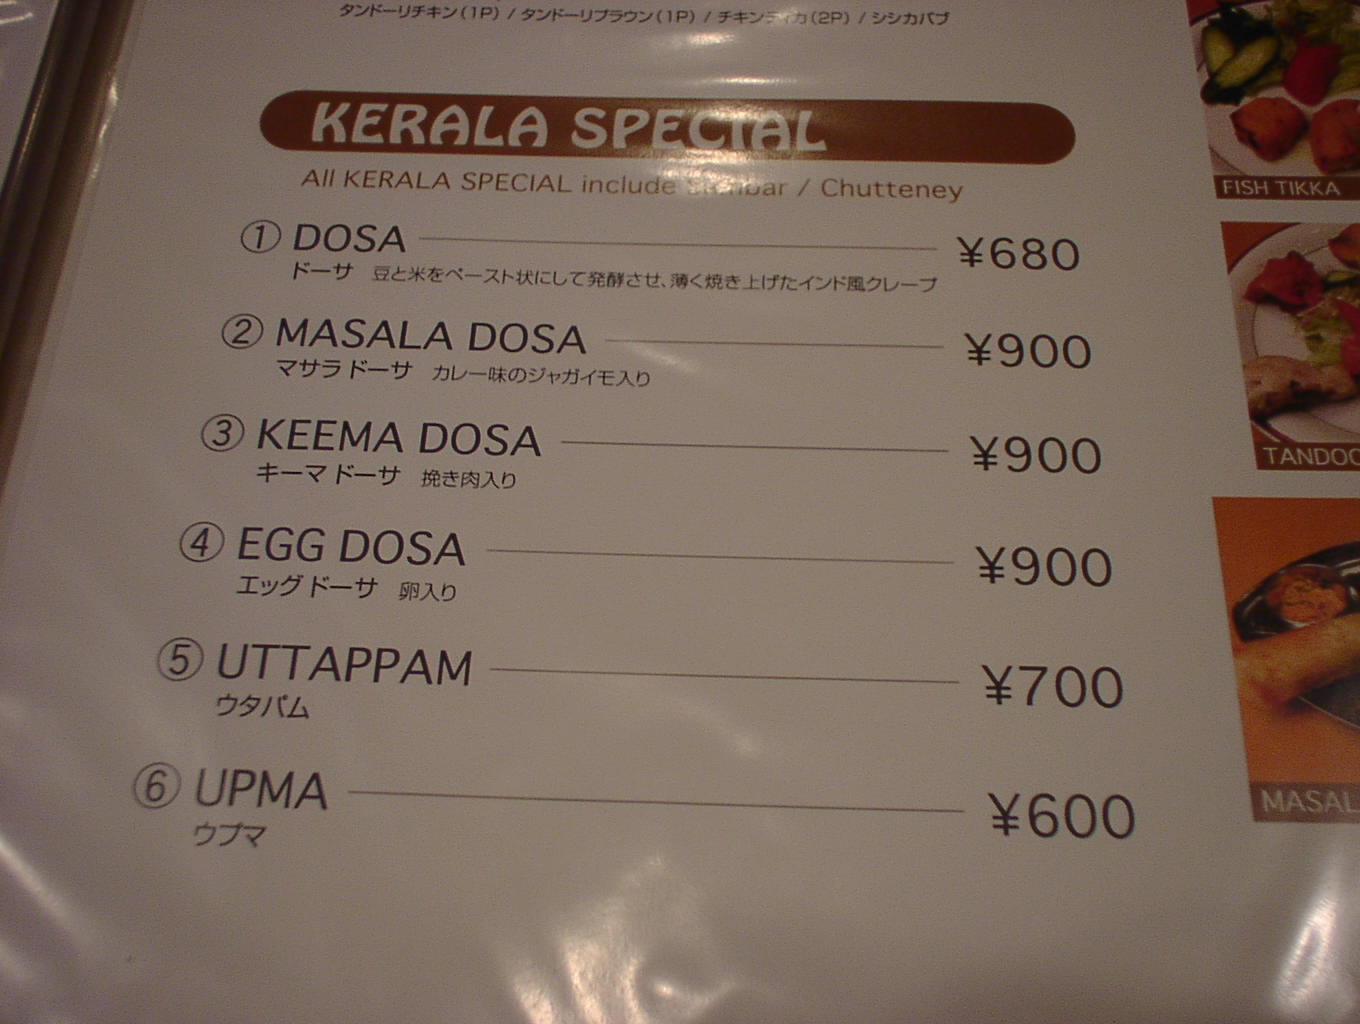 タンドーリチキン(1P) / タンドーリプラウン(1P) / チキンティカ(2P) / シシカバブ
KERALA SPECIAL
All KERALA SPECIAL include / Chutteney
① DOSA ¥680
ドーサ 豆と米をペースト状にして発酵させ、薄く焼き上げたインド風クレープ
② MASALA DOSA ¥900
マサラ ドーサ カレー味のジャガイモ入り
③ KEEMA DOSA ¥900
キーマ ドーサ 挽き肉入り
④ EGG DOSA ¥900
エッグ ドーサ 卵入り
⑤ UTTAPPAM ¥700
ウタパム
⑥ UPMA ¥600
ウプマ
FISH TIKKA
TANDOO
MASAL